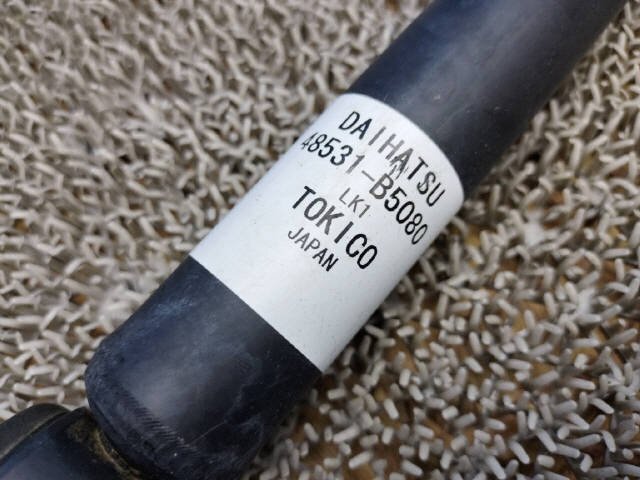 DAIHATSU
48531-B5080
LK1
TOKICO
JAPAN